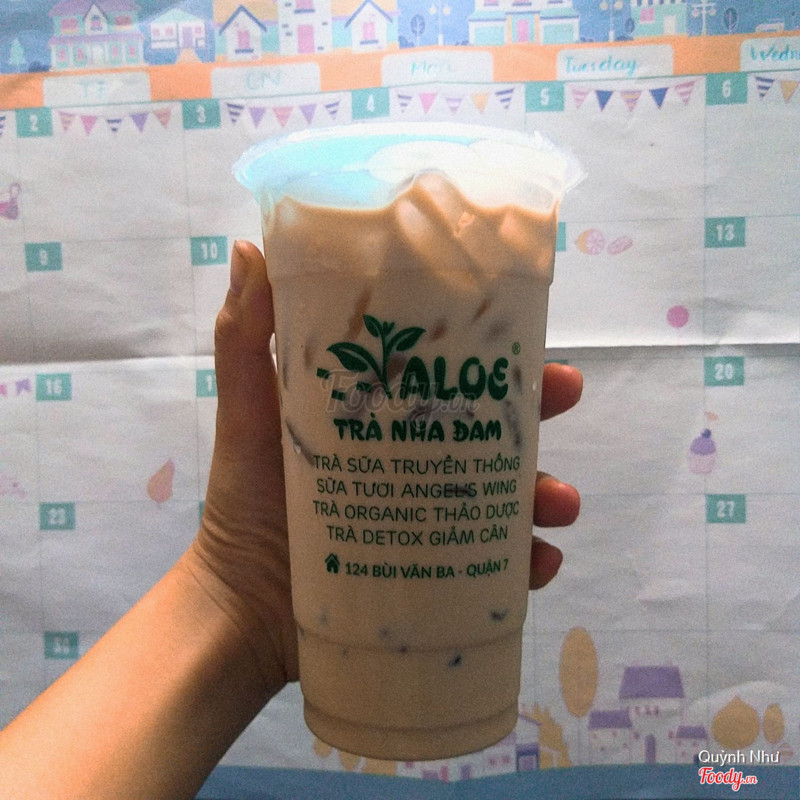 Tuesday
2
3
4
5
6
9
10
13
16
20
23
27
ALOE®
TRÀ NHA ĐAM
TRÀ SỮA TRUYỀN THỐNG
SỮA TƯƠI ANGEL'S WING
TRÀ ORGANIC THẢO DƯỢC
TRÀ DETOX GIẢM CÂN
124 BÙI VĂN BA - QUẬN 7
Foody.vn
Quỳnh Như
Foody.vn